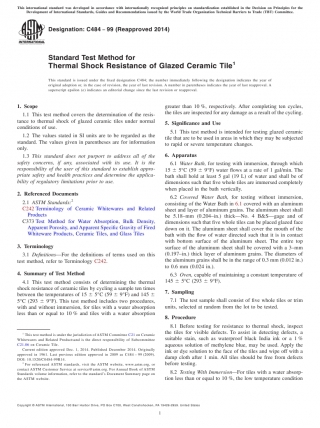 This international standard was developed in accordance with internationally recognized principles on standardization established in the Decision on Principles for the
Development of International Standards, Guides and Recommendations issued by the World Trade Organization Technical Barriers to Trade (TBT) Committee.
Designation: C484 – 99 (Reapproved 2014)
INTERNATIONAL
Standard Test Method for
Thermal Shock Resistance of Glazed Ceramic Tile¹
This standard is issued under the fixed designation C484; the number immediately following the designation indicates the year of
original adoption or, in the case of revision, the year of last revision. A number in parentheses indicates the year of last reapproval. A
superscript epsilon (ε) indicates an editorial change since the last revision or reapproval.
1. Scope
1.1 This test method covers the determination of the resis-
tance to thermal shock of glazed ceramic tiles under normal
conditions of use.
1.2 The values stated in SI units are to be regarded as the
standard. The values given in parentheses are for information
only.
1.3 This standard does not purport to address all of the
safety concerns, if any, associated with its use. It is the
responsibility of the user of this standard to establish appro-
priate safety and health practices and determine the applica-
bility of regulatory limitations prior to use.
2. Referenced Documents
2.1 ASTM Standards:²
C242 Terminology of Ceramic Whitewares and Related
Products
C373 Test Method for Water Absorption, Bulk Density,
Apparent Porosity, and Apparent Specific Gravity of Fired
Whiteware Products, Ceramic Tiles, and Glass Tiles
3. Terminology
3.1 Definitions—For the definitions of terms used on this
test method, refer to Terminology C242.
4. Summary of Test Method
4.1 This test method consists of determining the thermal
shock resistance of ceramic tiles by cycling a sample ten times
between the temperatures of 15 ± 5°C (59 ± 9°F) and 145 ±
5°C (293 ± 9°F). This test method includes two procedures,
with and without immersion, for tiles with a water absorption
less than or equal to 10 % and tiles with a water absorption
¹ This test method is under the jurisdiction of ASTM Committee C21 on Ceramic
Whitewares and Related Products and is the direct responsibility of Subcommittee
C21.06 on Ceramic Tile.
Current edition approved Dec. 1, 2014. Published December 2014. Originally
approved in 1961. Last previous edition approved in 2009 as C484 – 99 (2009).
DOI: 10.1520/C0484-99R14.
² For referenced ASTM standards, visit the ASTM website, www.astm.org, or
contact ASTM Customer Service at service@astm.org. For Annual Book of ASTM
Standards volume information, refer to the standard's Document Summary page on
the ASTM website.
greater than 10 %, respectively. After completing ten cycles,
the tiles are inspected for any damage as a result of the cycling.
5. Significance and Use
5.1 This test method is intended for testing glazed ceramic
tile that are to be used in areas in which they may be subjected
to rapid or severe temperature changes.
6. Apparatus
6.1 Water Bath, for testing with immersion, through which
15 ± 5°C (59 ± 9°F) water flows at a rate of 1 gal/min. The
bath shall hold at least 5 gal (19 L) of water and shall be of
dimensions such that five whole tiles are immersed completely
when placed in the bath vertically.
6.2 Covered Water Bath, for testing without immersion,
consisting of the Water Bath in 6.1 covered with an aluminum
sheet and layer of aluminum grains. The aluminum sheet shall
be 5.18-mm (0.204-in.) thick—No. 4 B&S—gage and of
dimensions such that five whole tiles can be placed glazed face
down on it. The aluminum sheet shall cover the mouth of the
bath with the flow of water directed such that it is in contact
with bottom surface of the aluminum sheet. The entire top
surface of the aluminum sheet shall be covered with a 5-mm
(0.197-in.) thick layer of aluminum grains. The diameters of
the aluminum grains shall be in the range of 0.3 mm (0.012 in.)
to 0.6 mm (0.024 in.).
6.3 Oven, capable of maintaining a constant temperature of
145 ± 5°C (293 ± 9°F).
7. Sampling
7.1 The test sample shall consist of five whole tiles or trim
units, selected at random from the lot to be tested.
8. Procedure
8.1 Before testing for resistance to thermal shock, inspect
the tiles for visible defects. To assist in detecting defects, a
suitable stain, such as waterproof black India ink or a 1 %
aqueous solution of methylene blue, may be used. Apply the
ink or dye solution to the face of the tiles and wipe off with a
damp cloth after 1 min. All tiles should be free from defects
before testing.
8.2 Testing With Immersion—For tiles with a water absorp-
tion less than or equal to 10 %, the low temperature condition
Copyright © ASTM International, 100 Barr Harbor Drive, PO Box C700, West Conshohocken, PA 19428-2959. United States
1